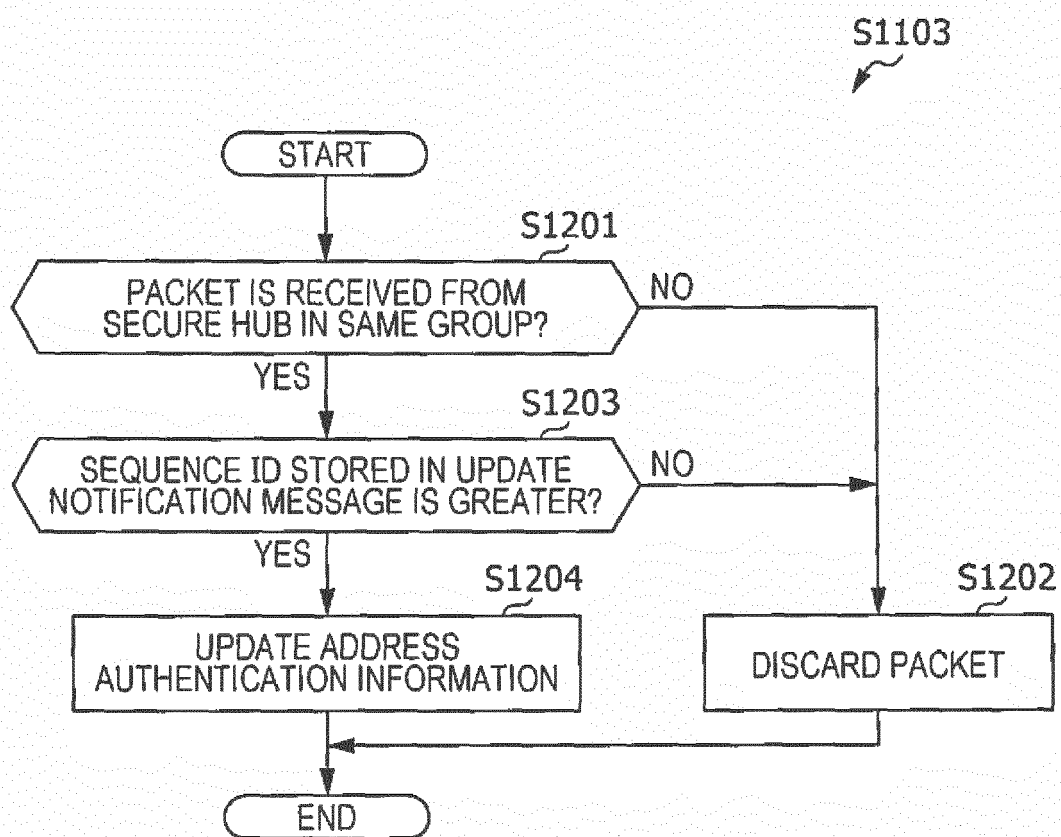 S1103
START
S1201
PACKET IS RECEIVED FROM
SECURE HUB IN SAME GROUP?
NO
YES
S1203
SEQUENCE ID STORED IN UPDATE
NOTIFICATION MESSAGE IS GREATER?
NO
YES
S1204
UPDATE ADDRESS
AUTHENTICATION INFORMATION
S1202
DISCARD PACKET
END